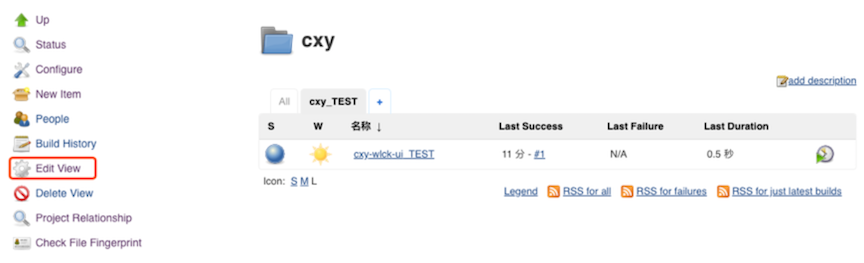 Up
Status
Configure
New Item
People
Build History
Edit View
Delete View
Project Relationship
Check File Fingerprint
cxy
add description
All cxy_TEST +
S W 名称 ↓ Last Success Last Failure Last Duration
cxy-wlck-ui_TEST 11 分 - #1 N/A 0.5 秒
Icon: S M L
Legend RSS for all RSS for failures RSS for just latest builds